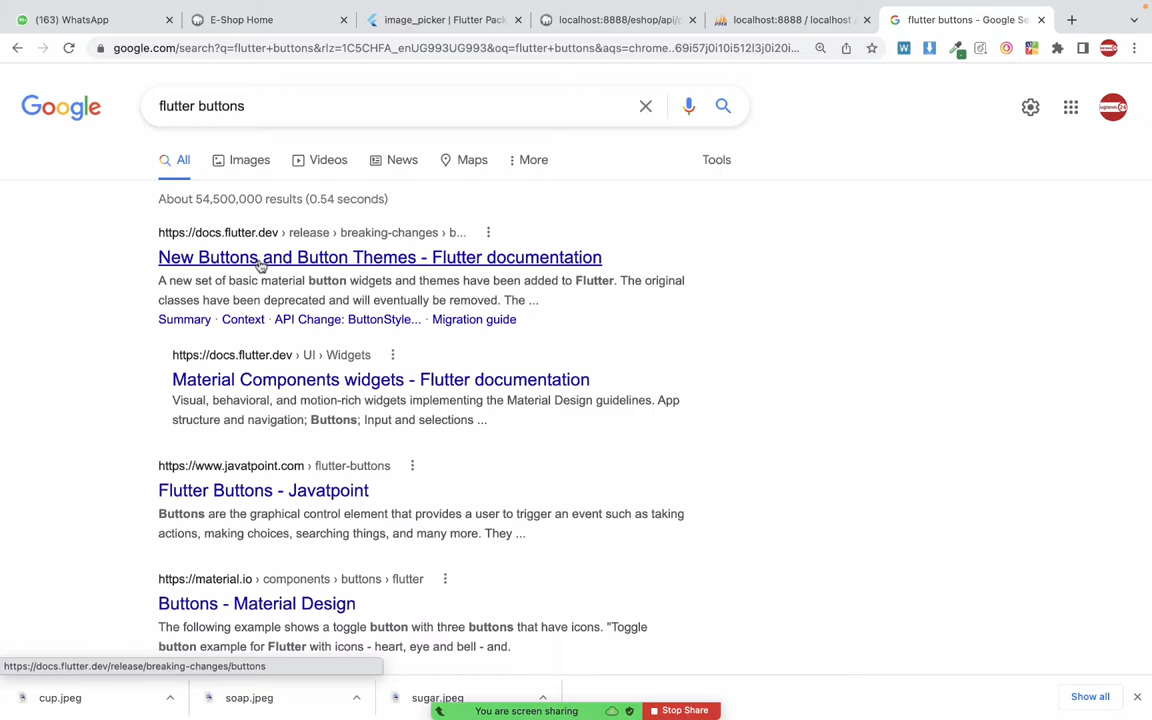 (163) WhatsApp
E-Shop Home
image_picker | Flutter Pack
localhost:8888/eshop/api/p
localhost:8888 / localhost /
flutter buttons - Google Se
google.com/search?q=flutter+buttons&rlz=1C5CHFA_enUG993UG993&oq=flutter+buttons&aqs=chrome..69i57j0i10i512l3j0i20i...
Google
flutter buttons
All
Images
Videos
News
Maps
More
Tools
About 54,500,000 results (0.54 seconds)
https://docs.flutter.dev › release › breaking-changes › b...
New Buttons and Button Themes - Flutter documentation
A new set of basic material button widgets and themes have been added to Flutter. The original
classes have been deprecated and will eventually be removed. The ...
Summary · Context · API Change: ButtonStyle... · Migration guide
https://docs.flutter.dev › UI › Widgets
Material Components widgets - Flutter documentation
Visual, behavioral, and motion-rich widgets implementing the Material Design guidelines. App
structure and navigation; Buttons; Input and selections ...
https://www.javatpoint.com › flutter-buttons
Flutter Buttons - Javatpoint
Buttons are the graphical control element that provides a user to trigger an event such as taking
actions, making choices, searching things, and many more. They ...
https://material.io › components › buttons › flutter
Buttons - Material Design
The following example shows a toggle button with three buttons that have icons. "Toggle
button example for Flutter with icons - heart, eye and bell - and.
https://docs.flutter.dev/release/breaking-changes/buttons
cup.jpeg
soap.jpeg
sugar.jpeg
Show all
You are screen sharing
Stop Share